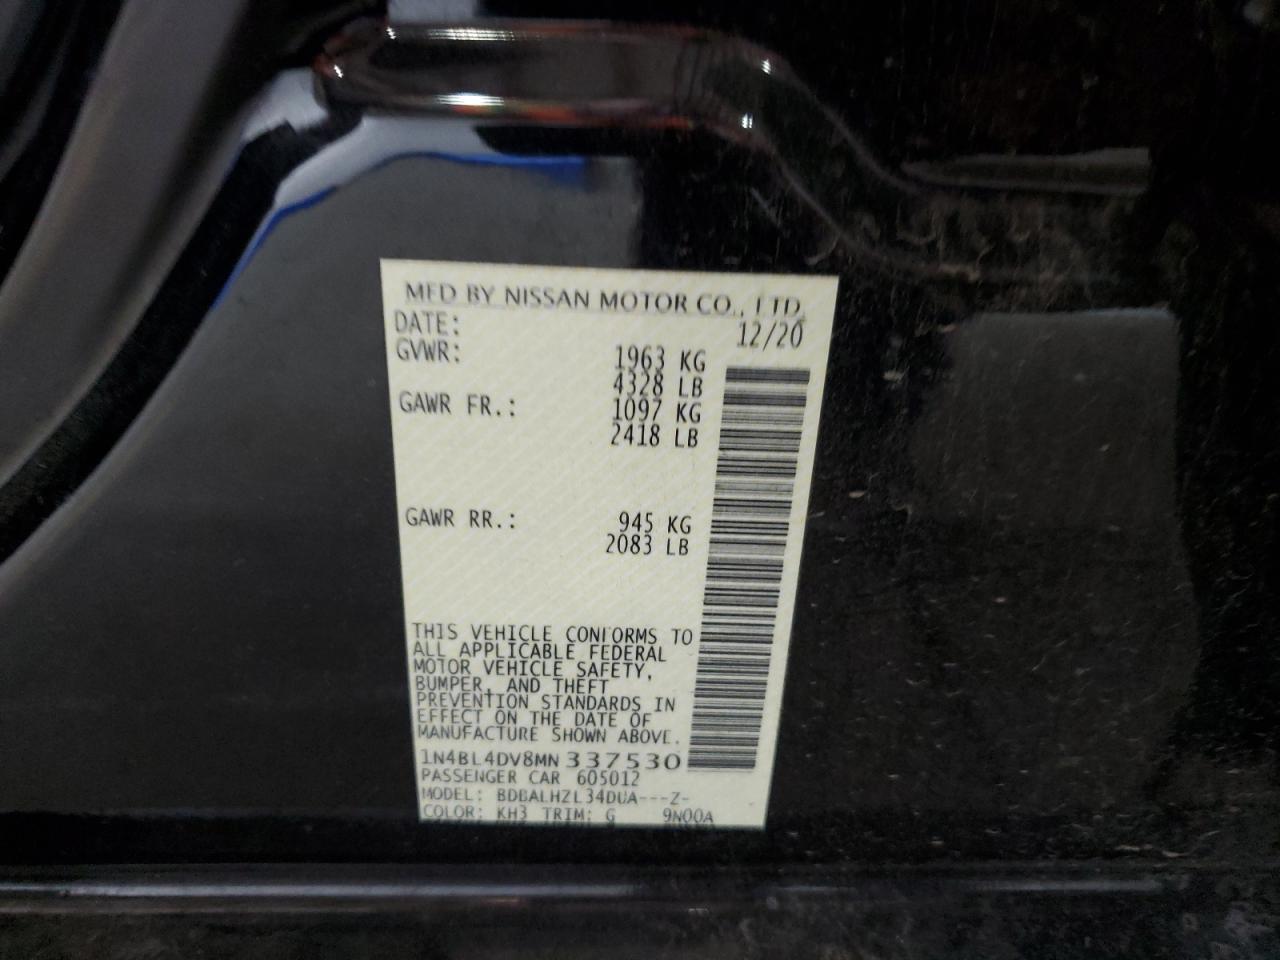 MFD BY NISSAN MOTOR CO., LTD.
DATE: 12/20
GVWR: 1963 KG
4328 LB
GAWR FR.: 1097 KG
2418 LB
GAWR RR.: 945 KG
2083 LB
THIS VEHICLE CONFORMS TO
ALL APPLICABLE FEDERAL
MOTOR VEHICLE SAFETY,
BUMPER, AND THEFT
PREVENTION STANDARDS IN
EFFECT ON THE DATE OF
MANUFACTURE SHOWN ABOVE.
1N4BL4DV8MN337530
PASSENGER CAR 605012
MODEL: BDBALHZL34DUA---Z-
COLOR: KH3 TRIM: G 9N00A